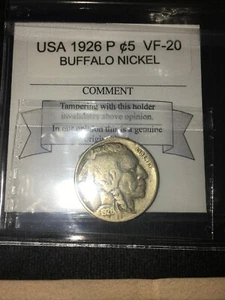 USA 1926 P ¢5 VF-20
BUFFALO NICKEL
COMMENT
Tampering with this holder
invalidates above opinion.
In our opinion this is a genuine